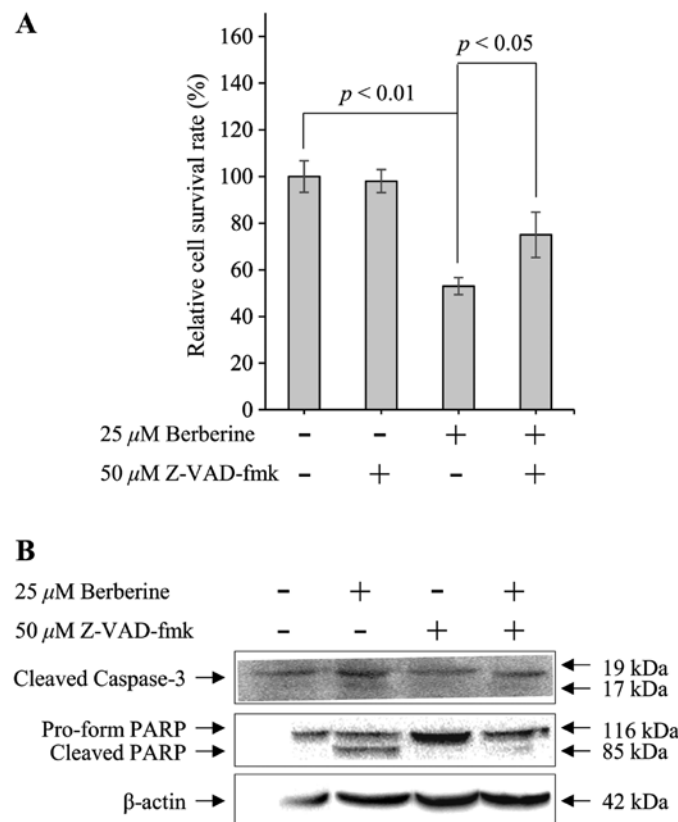 A
160
140
120
100
80
60
40
20
0
Relative cell survival rate (%)
p < 0.01
p < 0.05
25 μM Berberine - - + +
50 μM Z-VAD-fmk - + - +
B
25 μM Berberine - + - +
50 μM Z-VAD-fmk - - + +
Cleaved Caspase-3 → ← 19 kDa
← 17 kDa
Pro-form PARP → ← 116 kDa
Cleaved PARP → ← 85 kDa
β-actin → ← 42 kDa